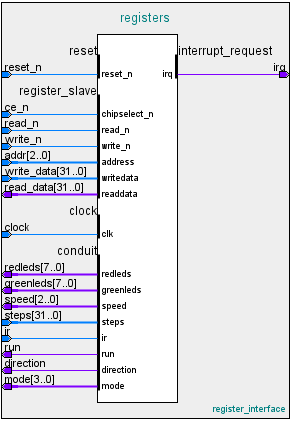 registers
reset interrupt_request
reset_n reset_n irq irq
register_slave
ce_n chipselect_n
read_n read_n
write_n write_n
addr[2..0] address
write_data[31..0] writedata
read_data[31..0] readdata
clock
clock clk
conduit
redleds[7..0] redleds
greenleds[7..0] greenleds
speed[2..0] speed
steps[31..0] steps
ir ir
run run
direction direction
mode[3..0] mode
register_interface